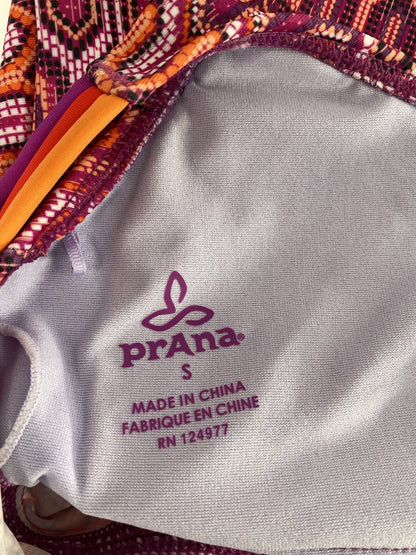 prAna®
S
MADE IN CHINA
FABRIQUE EN CHINE
RN 124977